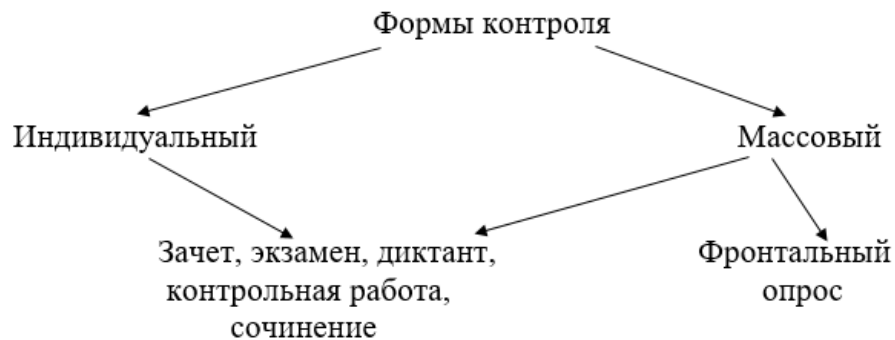 Формы контроля
Индивидуальный
Массовый
Зачет, экзамен, диктант,
контрольная работа,
сочинение
Фронтальный
опрос